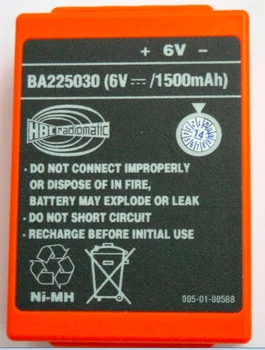 + 6V -
BA225030 (6V ⎓ /1500mAh)
HBC radiomatic
14
- DO NOT CONNECT IMPROPERLY
OR DISPOSE OF IN FIRE,
BATTERY MAY EXPLODE OR LEAK
- DO NOT SHORT CIRCUIT
- RECHARGE BEFORE INITIAL USE
Ni-MH
005-01-00588